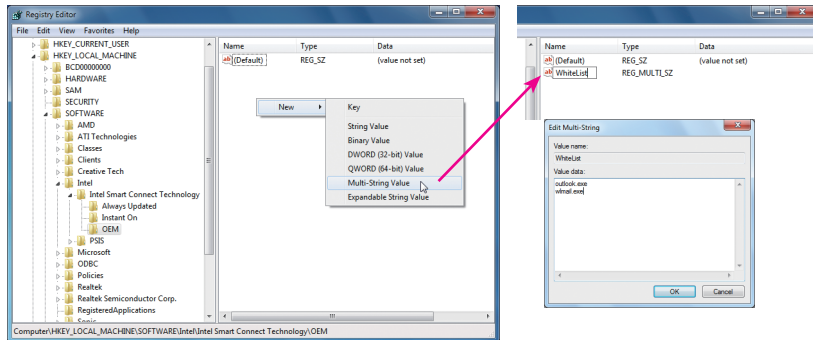 Registry Editor
File Edit View Favorites Help
HKEY_CURRENT_USER
HKEY_LOCAL_MACHINE
BCD00000000
HARDWARE
SAM
SECURITY
SOFTWARE
AMD
ATI Technologies
Classes
Clients
Creative Tech
Intel
Intel Smart Connect Technology
Always Updated
Instant On
OEM
PSIS
Microsoft
ODBC
Policies
Realtek
Realtek Semiconductor Corp.
RegisteredApplications
Sonic
Name Type Data
ab (Default) REG_SZ (value not set)
New
Key
String Value
Binary Value
DWORD (32-bit) Value
QWORD (64-bit) Value
Multi-String Value
Expandable String Value
Computer\HKEY_LOCAL_MACHINE\SOFTWARE\Intel\Intel Smart Connect Technology\OEM
Name Type Data
ab (Default) REG_SZ (value not set)
ab WhiteList REG_MULTI_SZ
Edit Multi-String
Value name:
WhiteList
Value data:
outlook.exe
wlmail.exe
OK Cancel